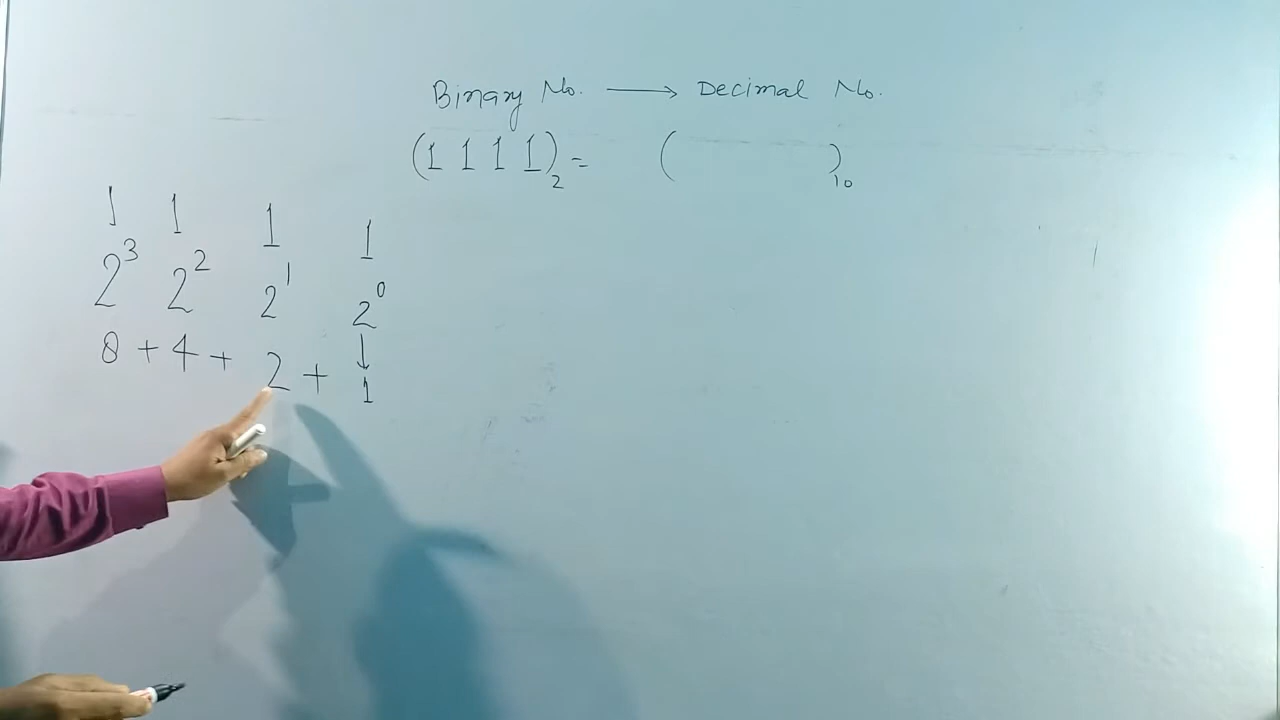 Binary No. ⟶ Decimal No.
(1 1 1 1)₂ = ( )₁₀
1 1 1 1
2³ 2² 2¹ 2⁰
8 + 4 + 2 + ↓
1